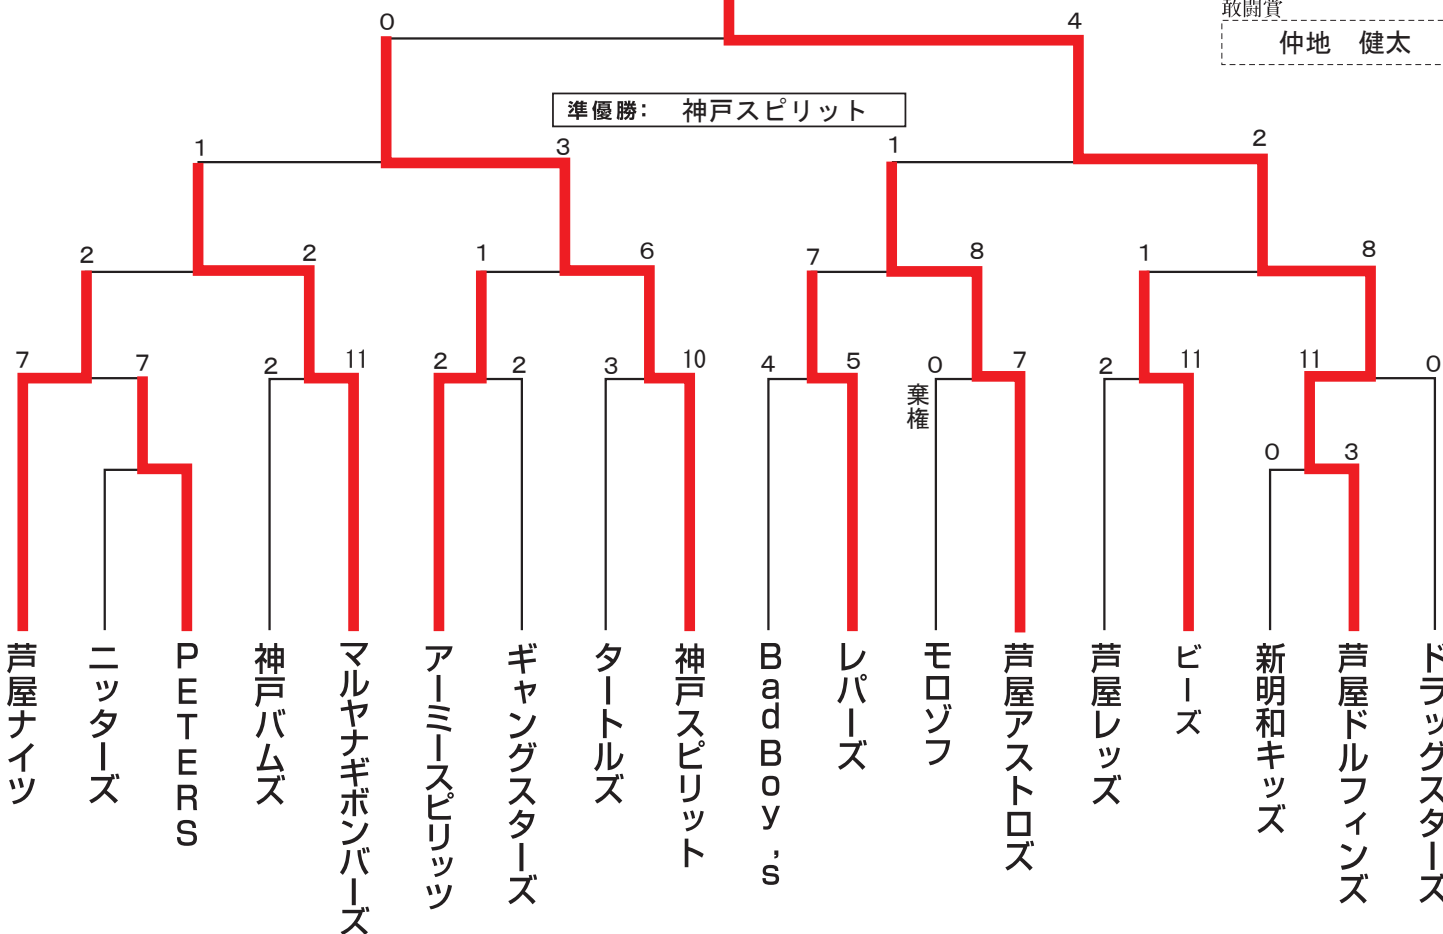 敢闘賞
仲地　健太
0
4
準優勝：　神戸スピリット
1
3
1
2
2
2
1
6
7
8
1
8
7
7
2
11
2
2
3
10
4
5
0
7
2
11
11
0
棄権
0
3
芦屋ナイツ
ニッターズ
PETERS
神戸バムズ
マルヤナギボンバーズ
アーミースピリッツ
ギャングスターズ
タートルズ
神戸スピリット
BadBoy,s
レパーズ
モロゾフ
芦屋アストロズ
芦屋レッズ
ビーズ
新明和キッズ
芦屋ドルフィンズ
ドラッグスターズ